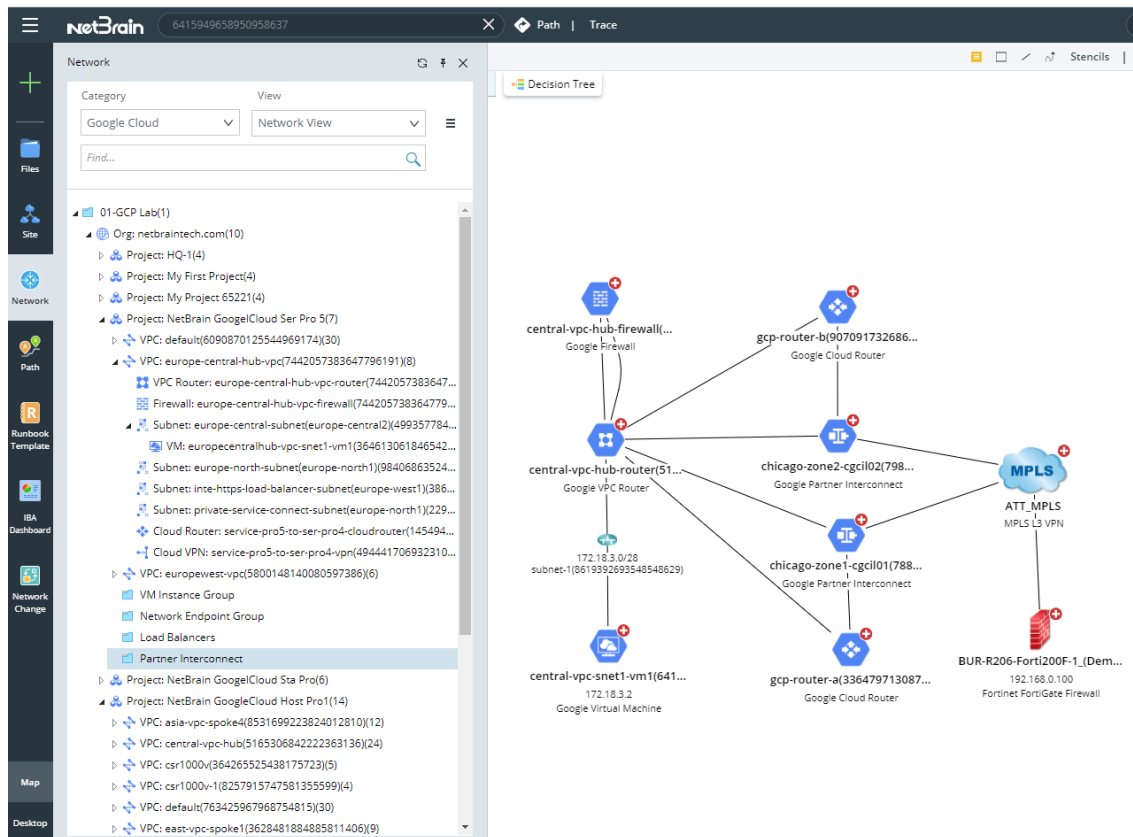 NetBrain
6415949658950958637
Path | Trace
Network
Stencils
Category
View
Google Cloud
Network View
Find...
Decision Tree
Files
Site
Network
Path
Runbook
Template
IBA
Dashboard
Network
Change
Map
Desktop
01-GCP Lab(1)
Org: netbraintech.com(10)
Project: HQ-1(4)
Project: My First Project(4)
Project: My Project 65221(4)
Project: NetBrain GoogelCloud Ser Pro 5(7)
VPC: default(6090870125544969174)(30)
VPC: europe-central-hub-vpc(7442057383647796191)(8)
VPC Router: europe-central-hub-vpc-router(7442057383647...
Firewall: europe-central-hub-vpc-firewall(744205738364779...
Subnet: europe-central-subnet(europe-central2)(499357784...
VM: europecentralhub-vpc-snet1-vm1(364613061846542...
Subnet: europe-north-subnet(europe-north1)(98406863524...
Subnet: inte-https-load-balancer-subnet(europe-west1)(386...
Subnet: private-service-connect-subnet(europe-north1)(229...
Cloud Router: service-pro5-to-ser-pro4-cloudrouter(145494...
Cloud VPN: service-pro5-to-ser-pro4-vpn(494441706932310...
VPC: europewest-vpc(5800148140080597386)(6)
VM Instance Group
Network Endpoint Group
Load Balancers
Partner Interconnect
Project: NetBrain GoogelCloud Sta Pro(6)
Project: NetBrain GoogleCloud Host Pro1(14)
VPC: asia-vpc-spoke4(8531699223824012810)(12)
VPC: central-vpc-hub(5165306842222363136)(24)
VPC: csr1000v(364265525438175723)(5)
VPC: csr1000v-1(8257915747581355599)(4)
VPC: default(763425967968754815)(30)
VPC: east-vpc-spoke1(3628481884885811406)(9)
central-vpc-hub-firewall(...
Google Firewall
gcp-router-b(907091732686...
Google Cloud Router
central-vpc-hub-router(51...
Google VPC Router
chicago-zone2-cgcil02(798...
Google Partner Interconnect
MPLS
ATT_MPLS
MPLS L3 VPN
172.18.3.0/28
subnet-1(8619392693548548629)
chicago-zone1-cgcil01(788...
Google Partner Interconnect
central-vpc-snet1-vm1(641...
172.18.3.2
Google Virtual Machine
gcp-router-a(336479713087...
Google Cloud Router
BUR-R206-Forti200F-1_(Dem...
192.168.0.100
Fortinet FortiGate Firewall